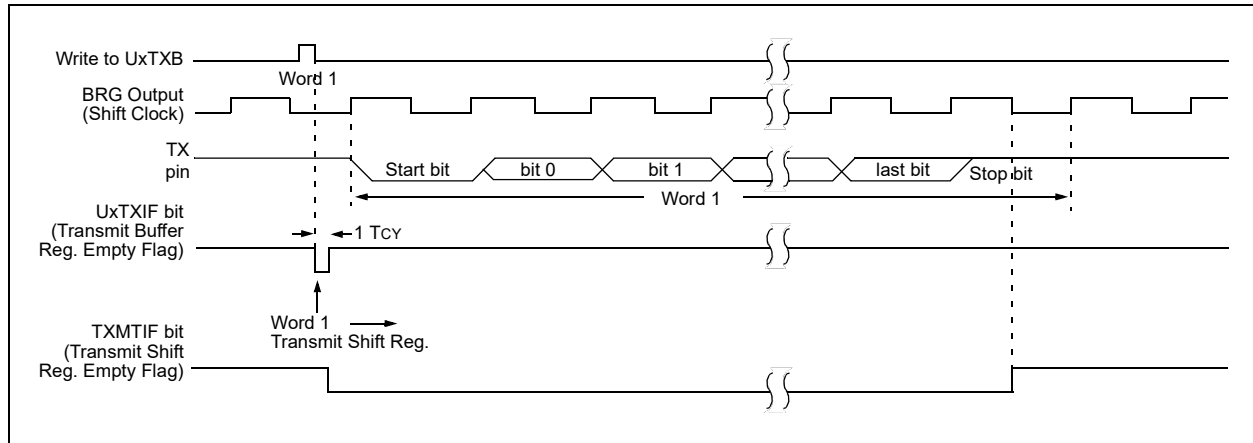 Write to UxTXB
Word 1
BRG Output
(Shift Clock)
TX
pin
Start bit
bit 0
bit 1
last bit
Stop bit
Word 1
UxTXIF bit
(Transmit Buffer
Reg. Empty Flag)
1 TCY
Word 1
Transmit Shift Reg.
TXMTIF bit
(Transmit Shift
Reg. Empty Flag)